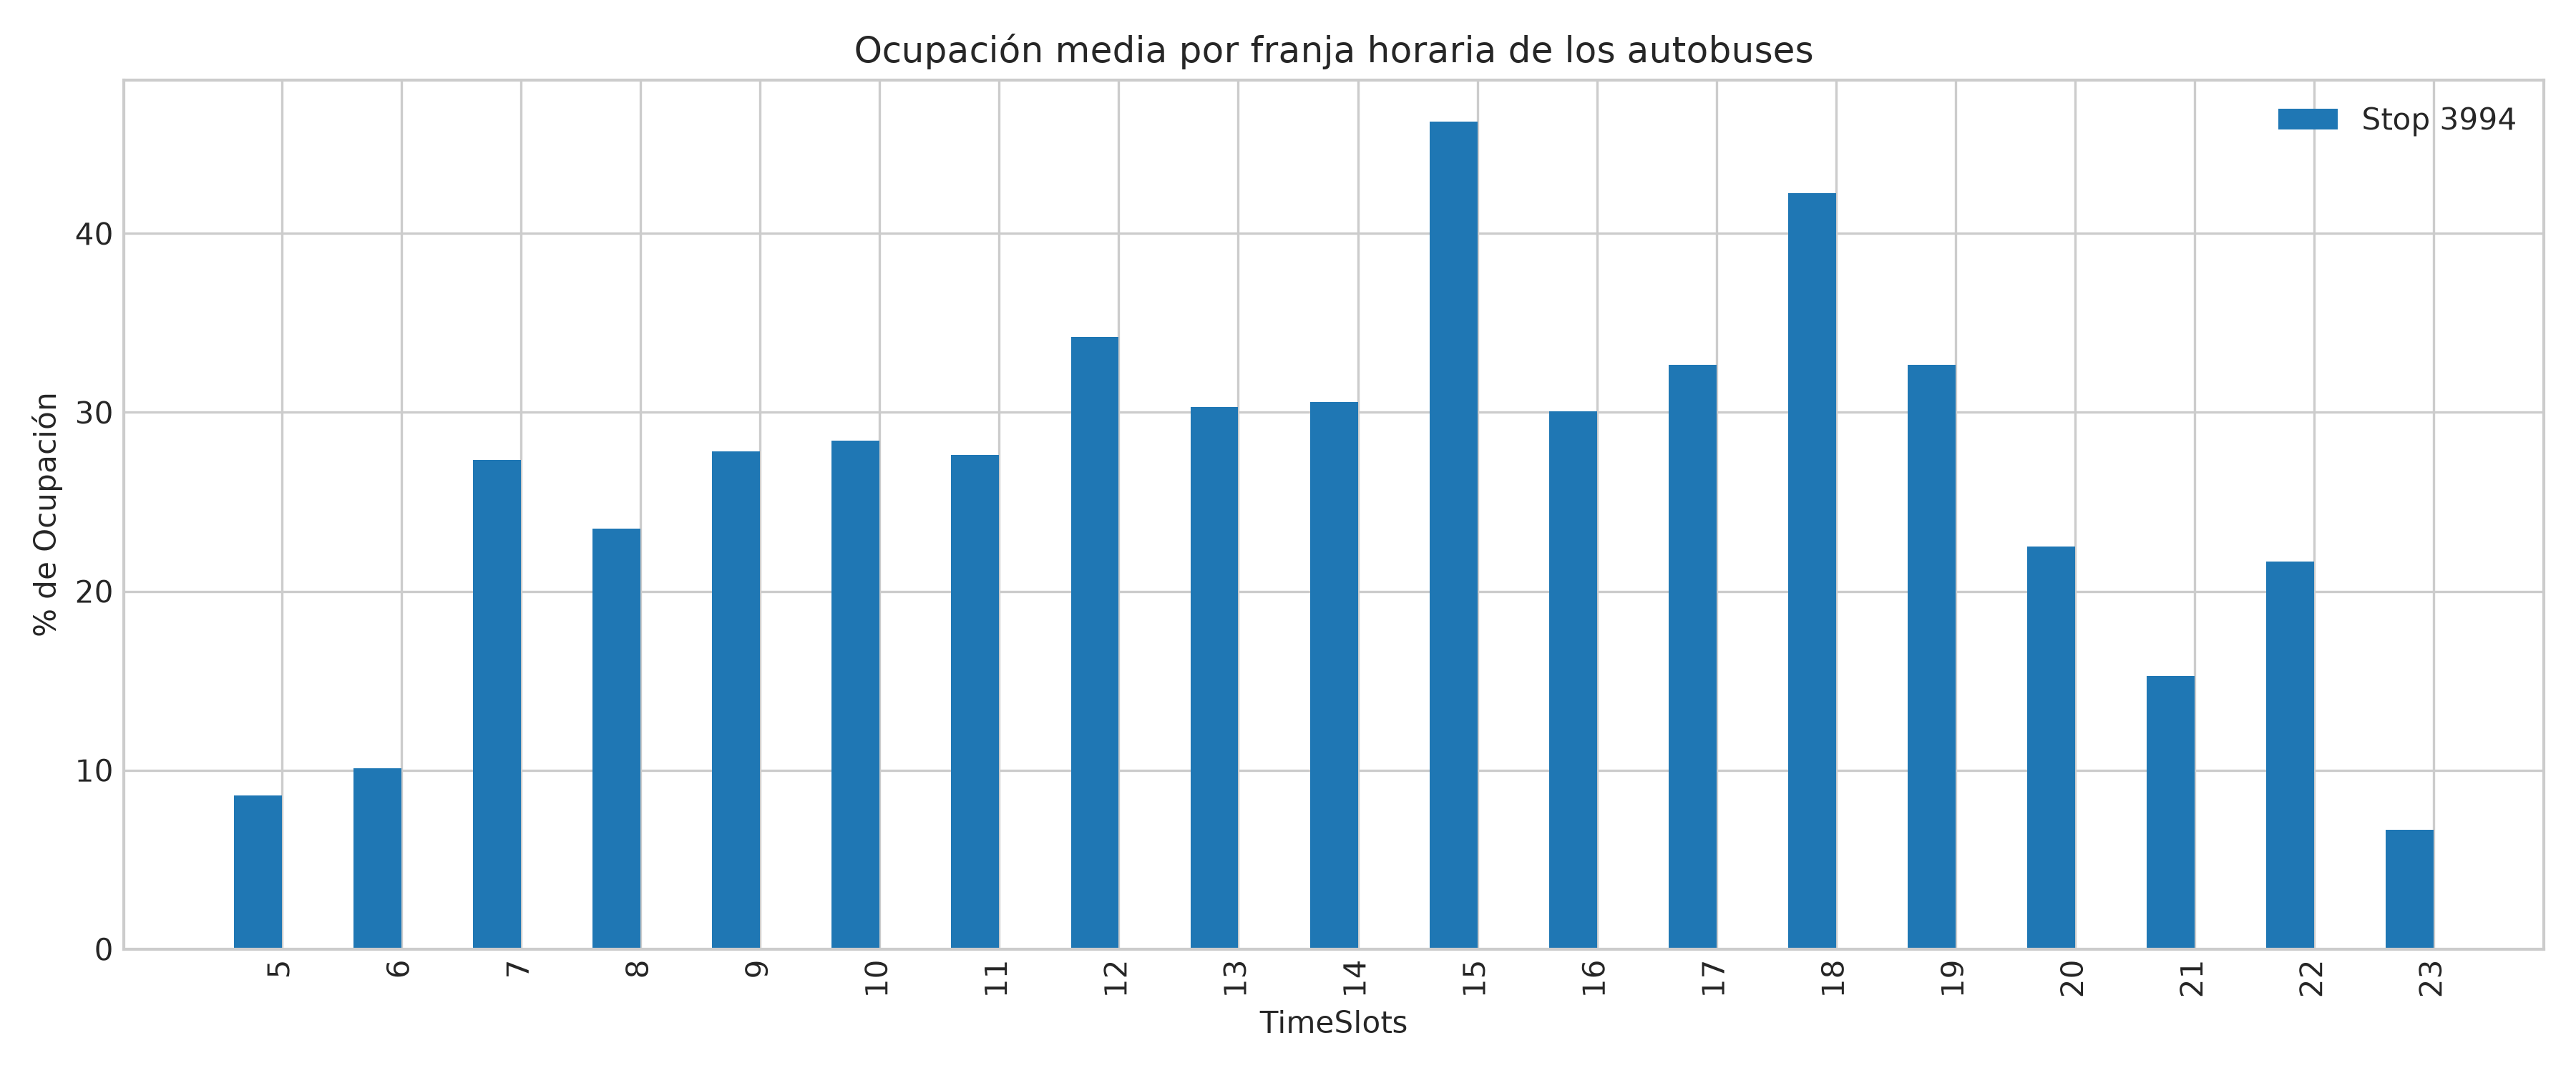 Ocupación media por franja horaria de los autobuses
Stop 3994
% de Ocupación
40
30
20
10
0
5 6 7 8 9 10 11 12 13 14 15 16 17 18 19 20 21 22 23
TimeSlots